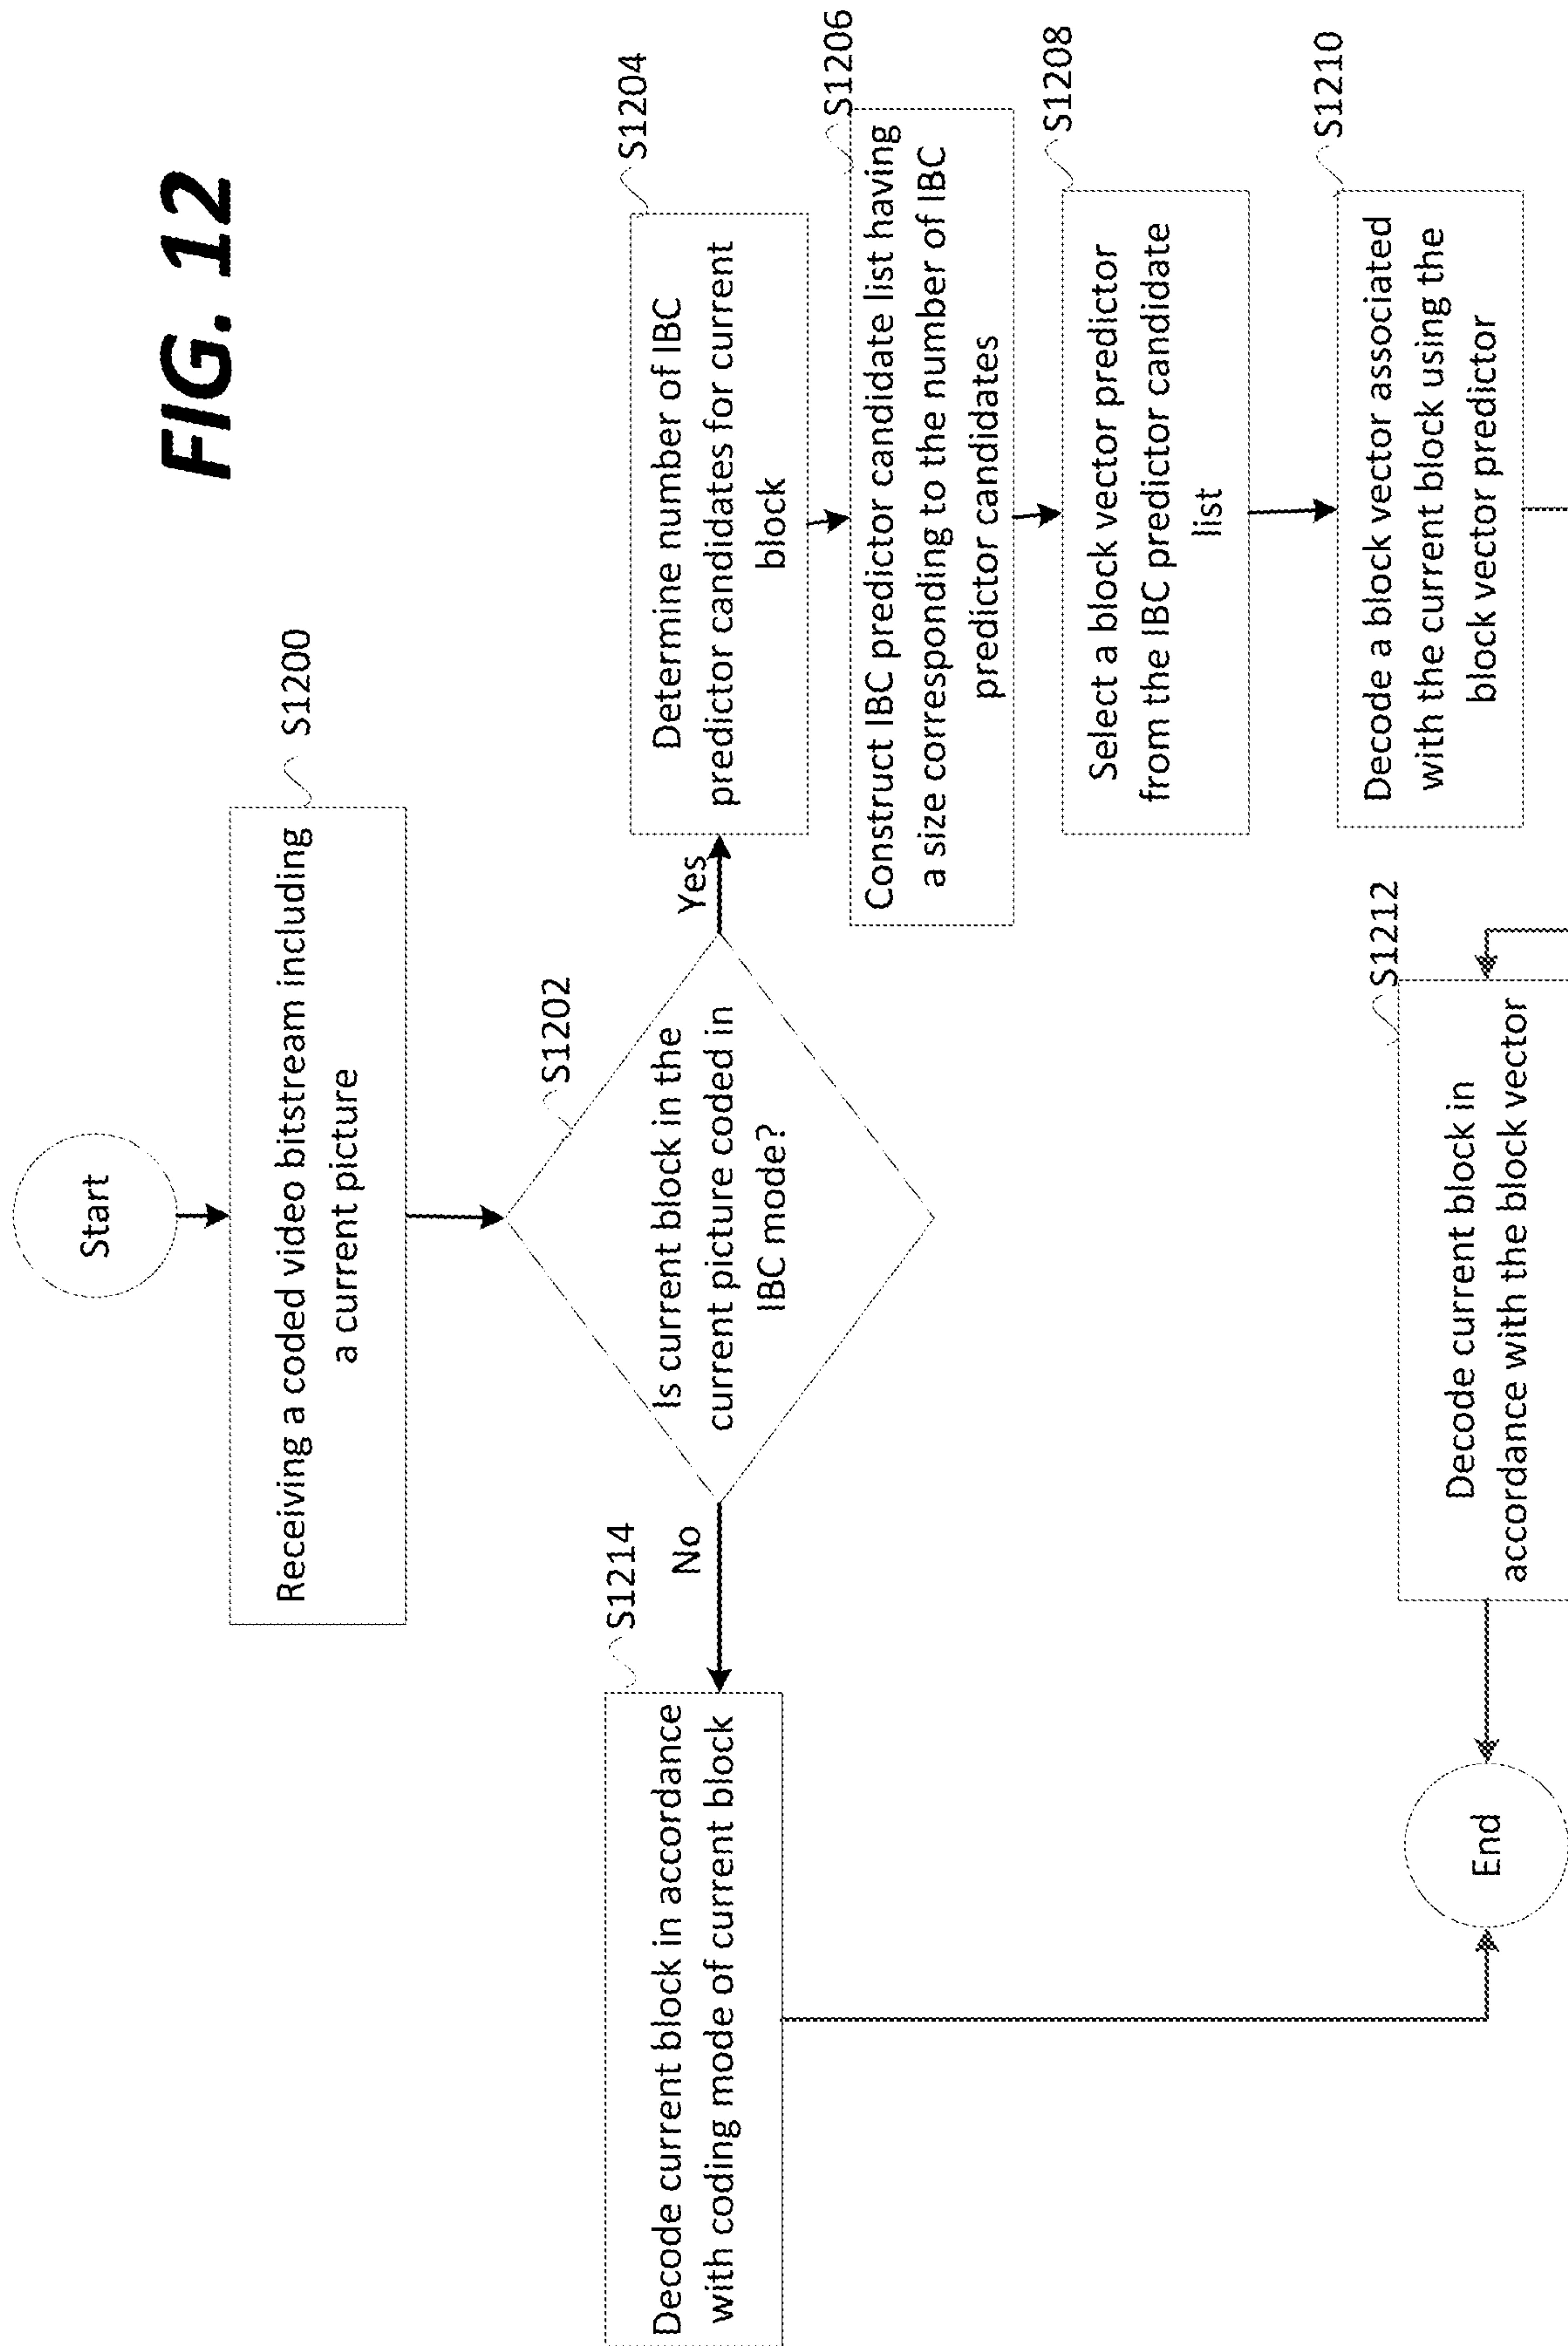 FIG. 12
Start
S1200
Receiving a coded video bitstream including
a current picture
S1202
Is current block in the
current picture coded in
IBC mode?
Yes
No
S1204
Determine number of IBC
predictor candidates for current
block
S1206
Construct IBC predictor candidate list having
a size corresponding to the number of IBC
predictor candidates
S1208
Select a block vector predictor
from the IBC predictor candidate
list
S1210
Decode a block vector associated
with the current block using the
block vector predictor
S1212
Decode current block in
accordance with the block vector
S1214
Decode current block in accordance
with coding mode of current block
End